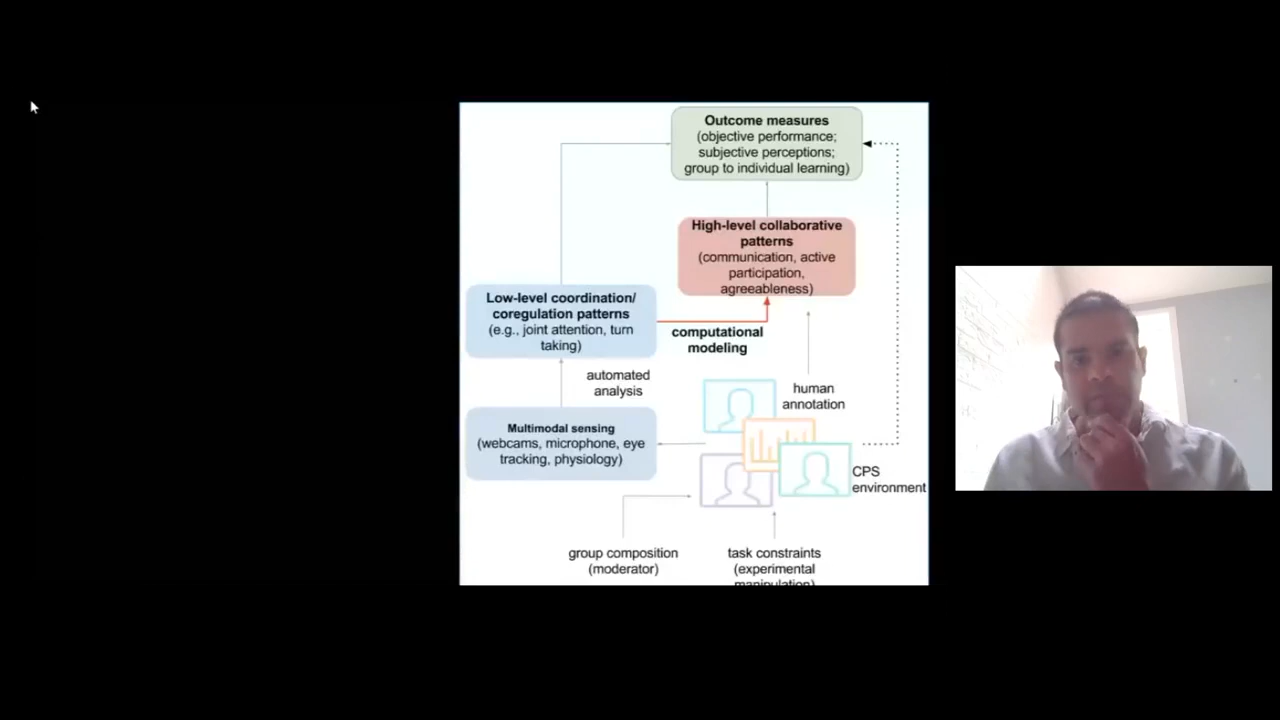 Outcome measures
(objective performance;
subjective perceptions;
group to individual learning)
High-level collaborative
patterns
(communication, active
participation,
agreeableness)
Low-level coordination/
coregulation patterns
(e.g., joint attention, turn
taking)
computational
modeling
automated
analysis
human
annotation
Multimodal sensing
(webcams, microphone, eye
tracking, physiology)
CPS
environment
group composition
(moderator)
task constraints
(experimental
manipulation)